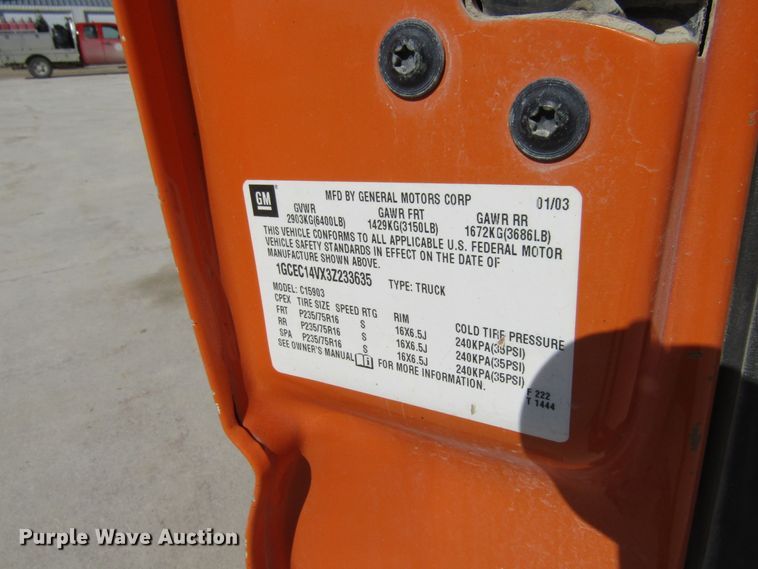 GM
MFD BY GENERAL MOTORS CORP 01/03
GVWR GAWR FRT GAWR RR
2903KG(6400LB) 1429KG(3150LB) 1672KG(3686LB)
THIS VEHICLE CONFORMS TO ALL APPLICABLE U.S. FEDERAL MOTOR
VEHICLE SAFETY STANDARDS IN EFFECT ON THE DATE OF
MANUFACTURE SHOWN ABOVE.
1GCEC14VX3Z233635 TYPE: TRUCK
MODEL: C15903
CPEX TIRE SIZE SPEED RTG RIM COLD TIRE PRESSURE
FRT P235/75R16 S 16X6.5J 240KPA(35PSI)
RR P235/75R16 S 16X6.5J 240KPA(35PSI)
SPA P235/75R16 S 16X6.5J 240KPA(35PSI)
SEE OWNER'S MANUAL FOR MORE INFORMATION.
F 222
T 1444
Purple Wave Auction